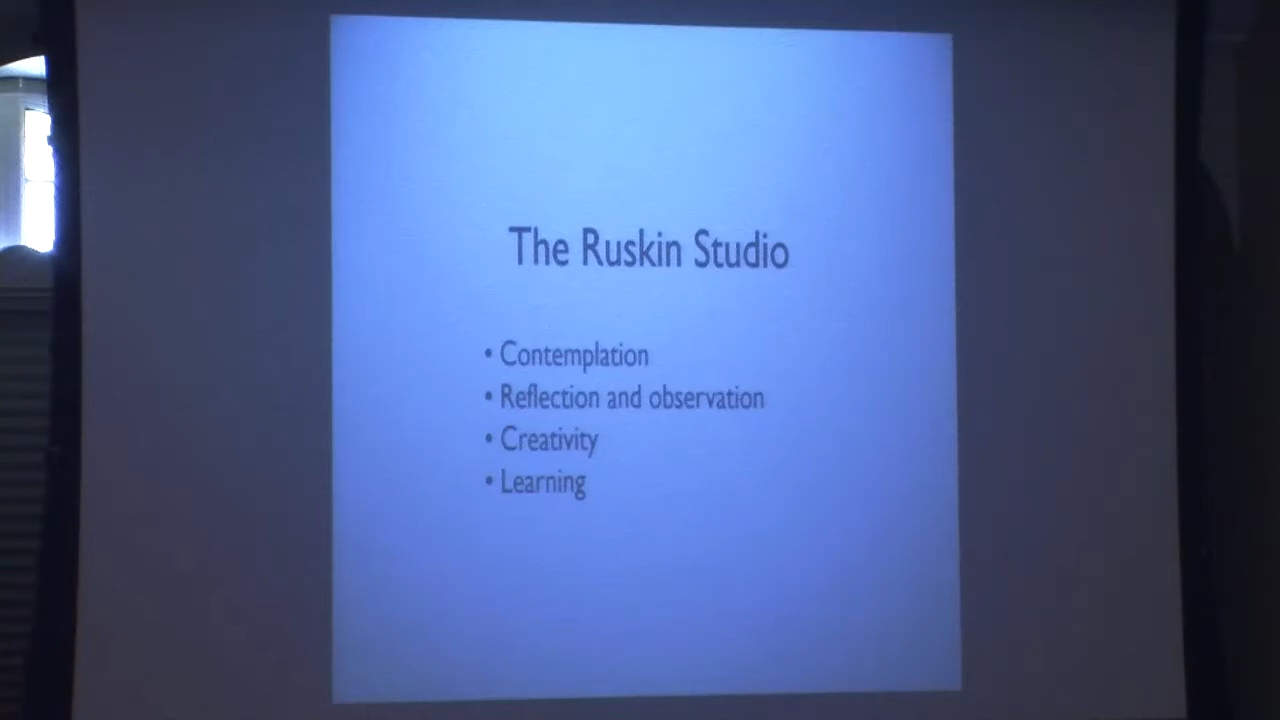 The Ruskin Studio
• Contemplation
• Reflection and observation
• Creativity
• Learning